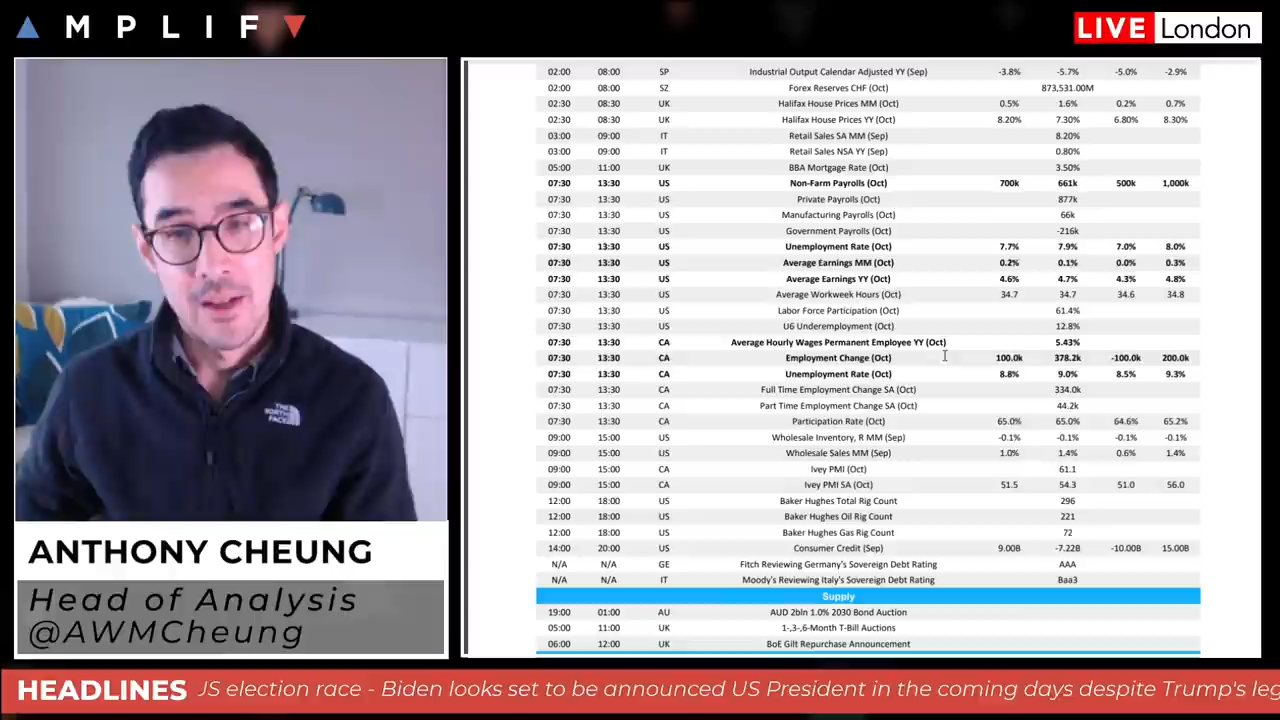 AMPLIFY
LIVE London
02:00 08:00 SP Industrial Output Calendar Adjusted YY (Sep) -3.8% -5.7% -5.0% -2.9%
02:00 08:00 SZ Forex Reserves CHF (Oct) 873,531.00M
02:30 08:30 UK Halifax House Prices MM (Oct) 0.5% 1.6% 0.2% 0.7%
02:30 08:30 UK Halifax House Prices YY (Oct) 8.20% 7.30% 6.80% 8.30%
03:00 09:00 IT Retail Sales SA MM (Sep) 8.20%
03:00 09:00 IT Retail Sales NSA YY (Sep) 0.80%
05:00 11:00 UK BBA Mortgage Rate (Oct) 3.50%
07:30 13:30 US Non-Farm Payrolls (Oct) 700k 661k 500k 1,000k
07:30 13:30 US Private Payrolls (Oct) 877k
07:30 13:30 US Manufacturing Payrolls (Oct) 66k
07:30 13:30 US Government Payrolls (Oct) -216k
07:30 13:30 US Unemployment Rate (Oct) 7.7% 7.9% 7.0% 8.0%
07:30 13:30 US Average Earnings MM (Oct) 0.2% 0.1% 0.0% 0.3%
07:30 13:30 US Average Earnings YY (Oct) 4.6% 4.7% 4.3% 4.8%
07:30 13:30 US Average Workweek Hours (Oct) 34.7 34.7 34.6 34.8
07:30 13:30 US Labor Force Participation (Oct) 61.4%
07:30 13:30 US U6 Underemployment (Oct) 12.8%
07:30 13:30 CA Average Hourly Wages Permanent Employee YY (Oct) 5.43%
07:30 13:30 CA Employment Change (Oct) 100.0k 378.2k -100.0k 200.0k
07:30 13:30 CA Unemployment Rate (Oct) 8.8% 9.0% 8.5% 9.3%
07:30 13:30 CA Full Time Employment Change SA (Oct) 334.0k
07:30 13:30 CA Part Time Employment Change SA (Oct) 44.2k
07:30 13:30 CA Participation Rate (Oct) 65.0% 65.0% 64.6% 65.2%
09:00 15:00 US Wholesale Inventory, R MM (Sep) -0.1% -0.1% -0.1% -0.1%
09:00 15:00 US Wholesale Sales MM (Sep) 1.0% 1.4% 0.6% 1.4%
09:00 15:00 CA Ivey PMI (Oct) 61.1
09:00 15:00 CA Ivey PMI SA (Oct) 51.5 54.3 51.0 56.0
12:00 18:00 US Baker Hughes Total Rig Count 296
12:00 18:00 US Baker Hughes Oil Rig Count 221
12:00 18:00 US Baker Hughes Gas Rig Count 72
14:00 20:00 US Consumer Credit (Sep) 9.00B -7.22B -10.00B 15.00B
N/A N/A GE Fitch Reviewing Germany's Sovereign Debt Rating AAA
N/A N/A IT Moody's Reviewing Italy's Sovereign Debt Rating Baa3
Supply
19:00 01:00 AU AUD 2bln 1.0% 2030 Bond Auction
05:00 11:00 UK 1-,3-,6-Month T-Bill Auctions
06:00 12:00 UK BoE Gilt Repurchase Announcement
THE NORTH FACE
ANTHONY CHEUNG
Head of Analysis
@AWMCheung
HEADLINES US election race - Biden looks set to be announced US President in the coming days despite Trump's leg